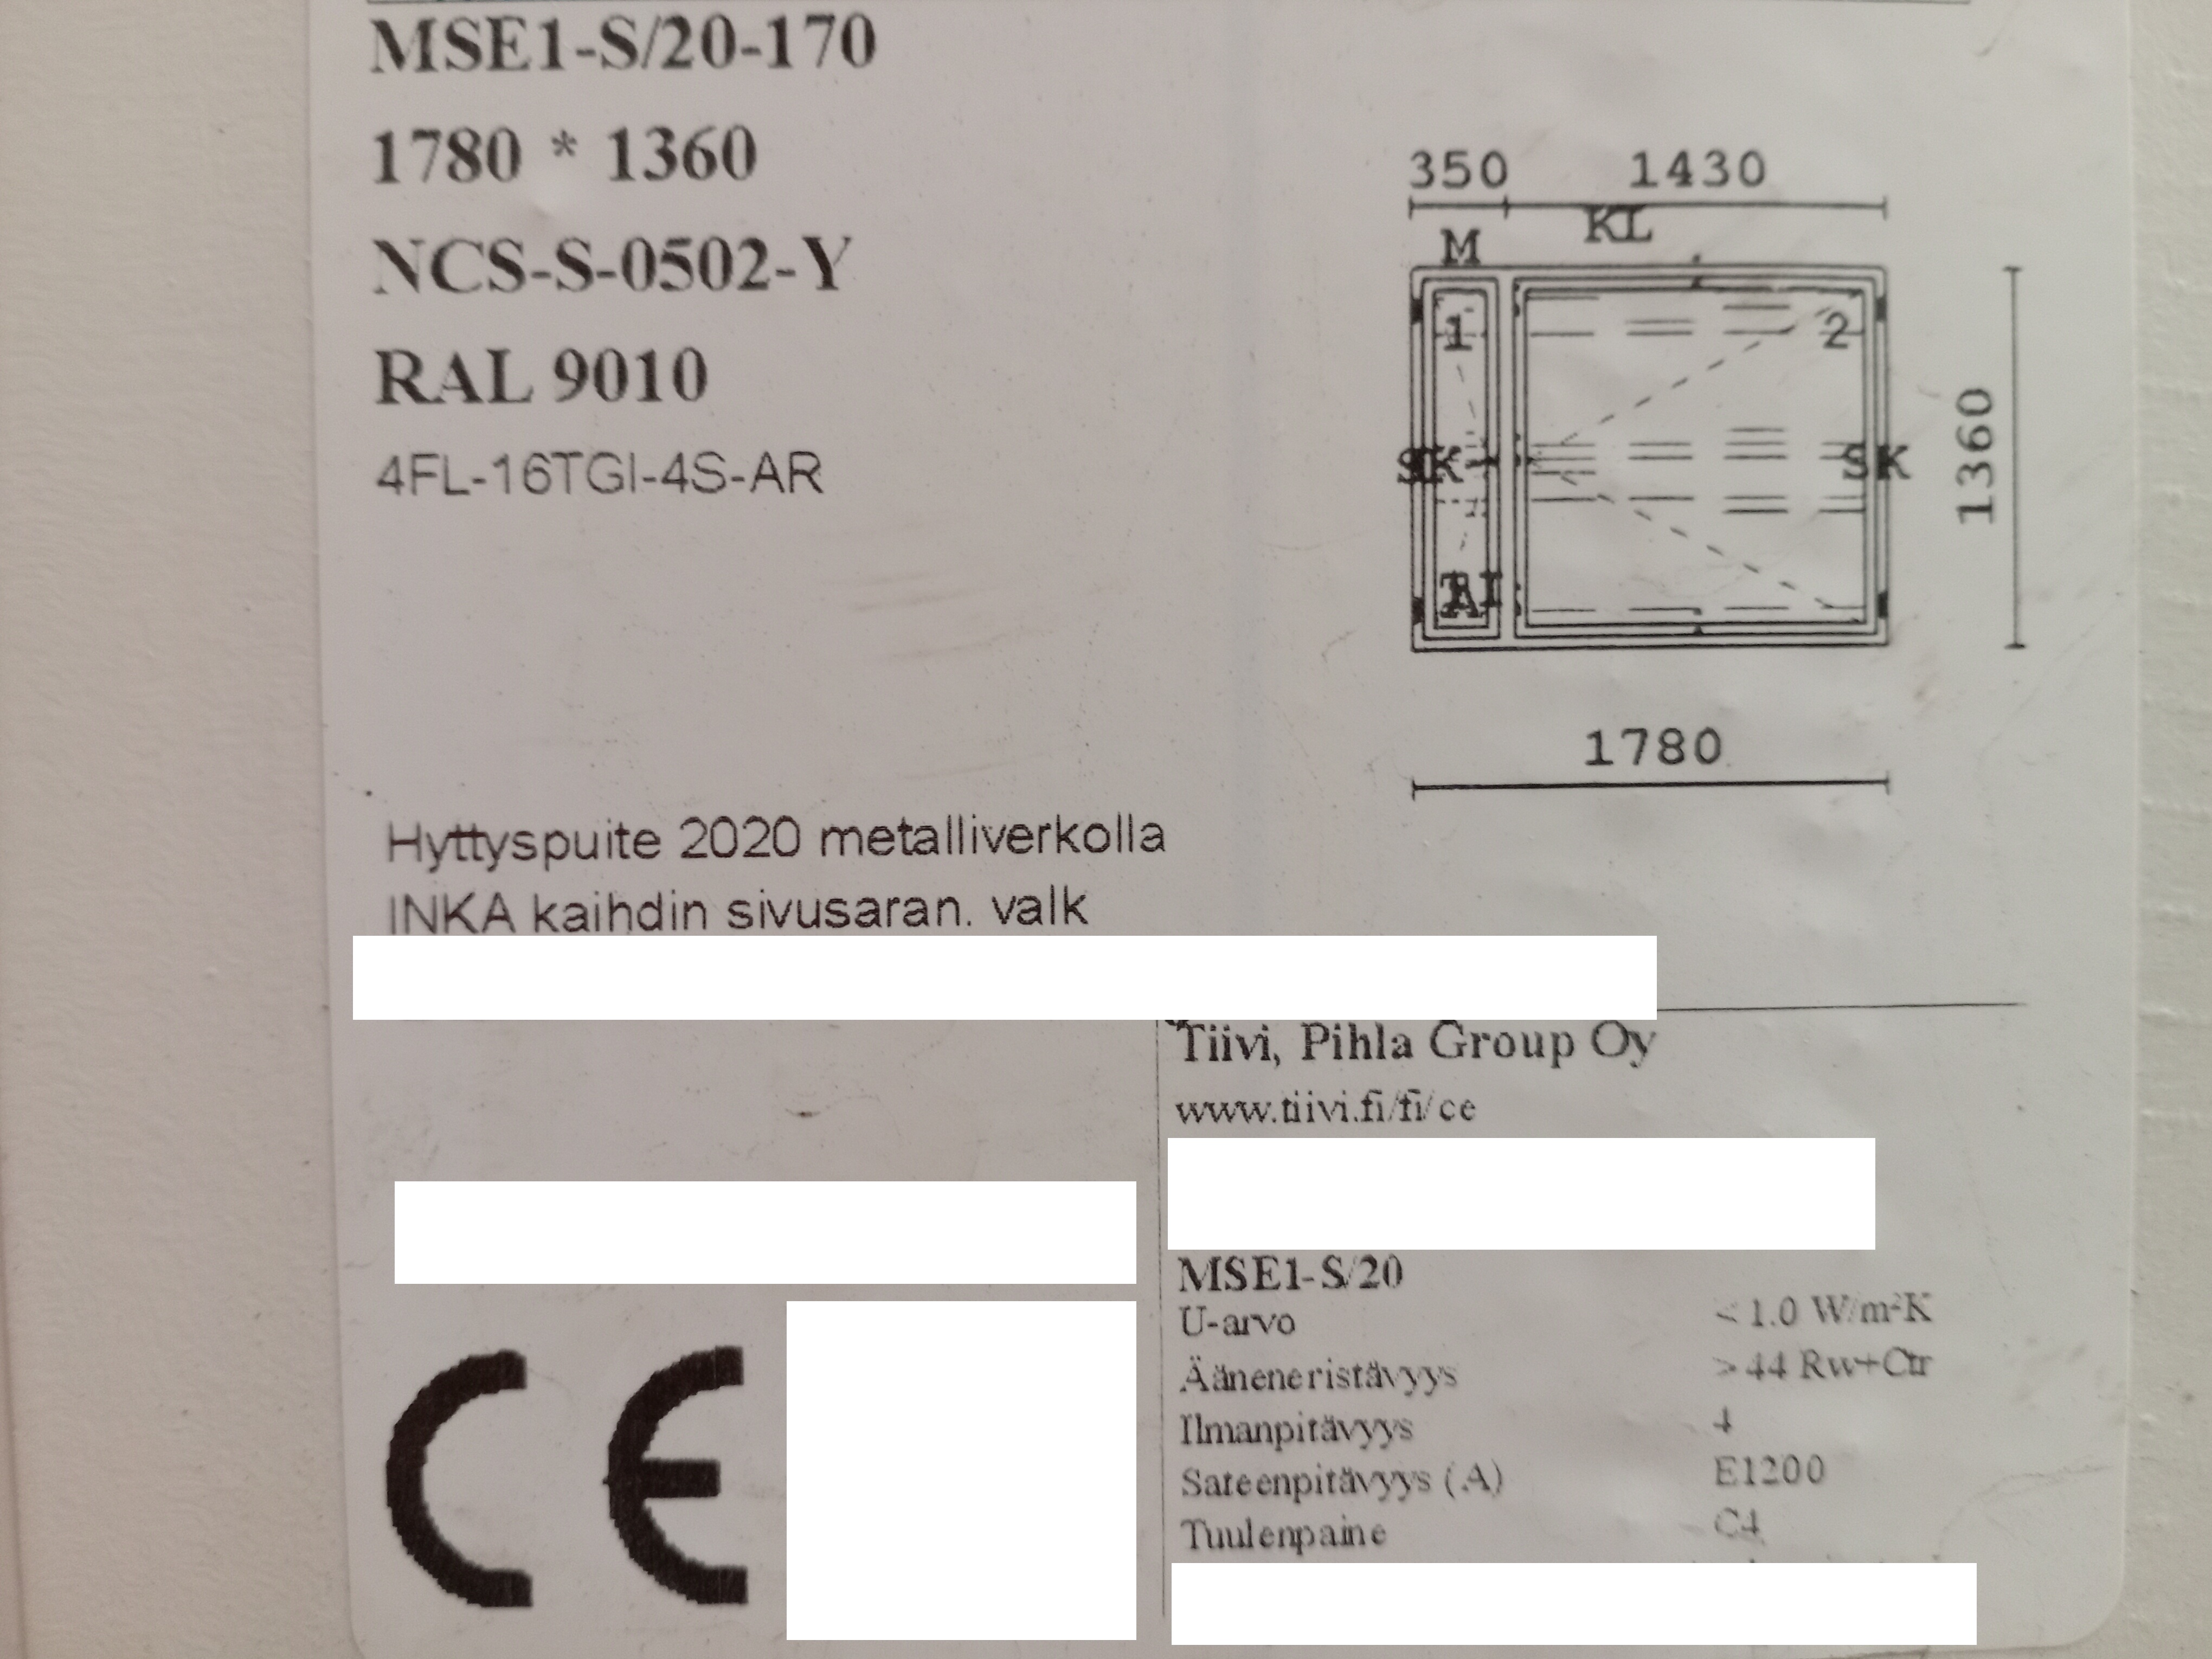 MSE1-S/20-170
1780 * 1360
NCS-S-0502-Y
RAL 9010
4FL-16TGI-4S-AR
350 1430
M KL
1 2
SK SK
1360
1780
Hyttyspuite 2020 metalliverkolla
INKA kaihdin sivusaran. valk
Tiivi, Pihla Group Oy
www.tiivi.fi/fi/ce
MSE1-S/20
U-arvo < 1.0 W/m²K
Ääneneristävyys > 44 Rw+Ctr
Ilmanpitävyys 4
Sateenpitävyys (A) E1200
Tuulenpaine C4
CE